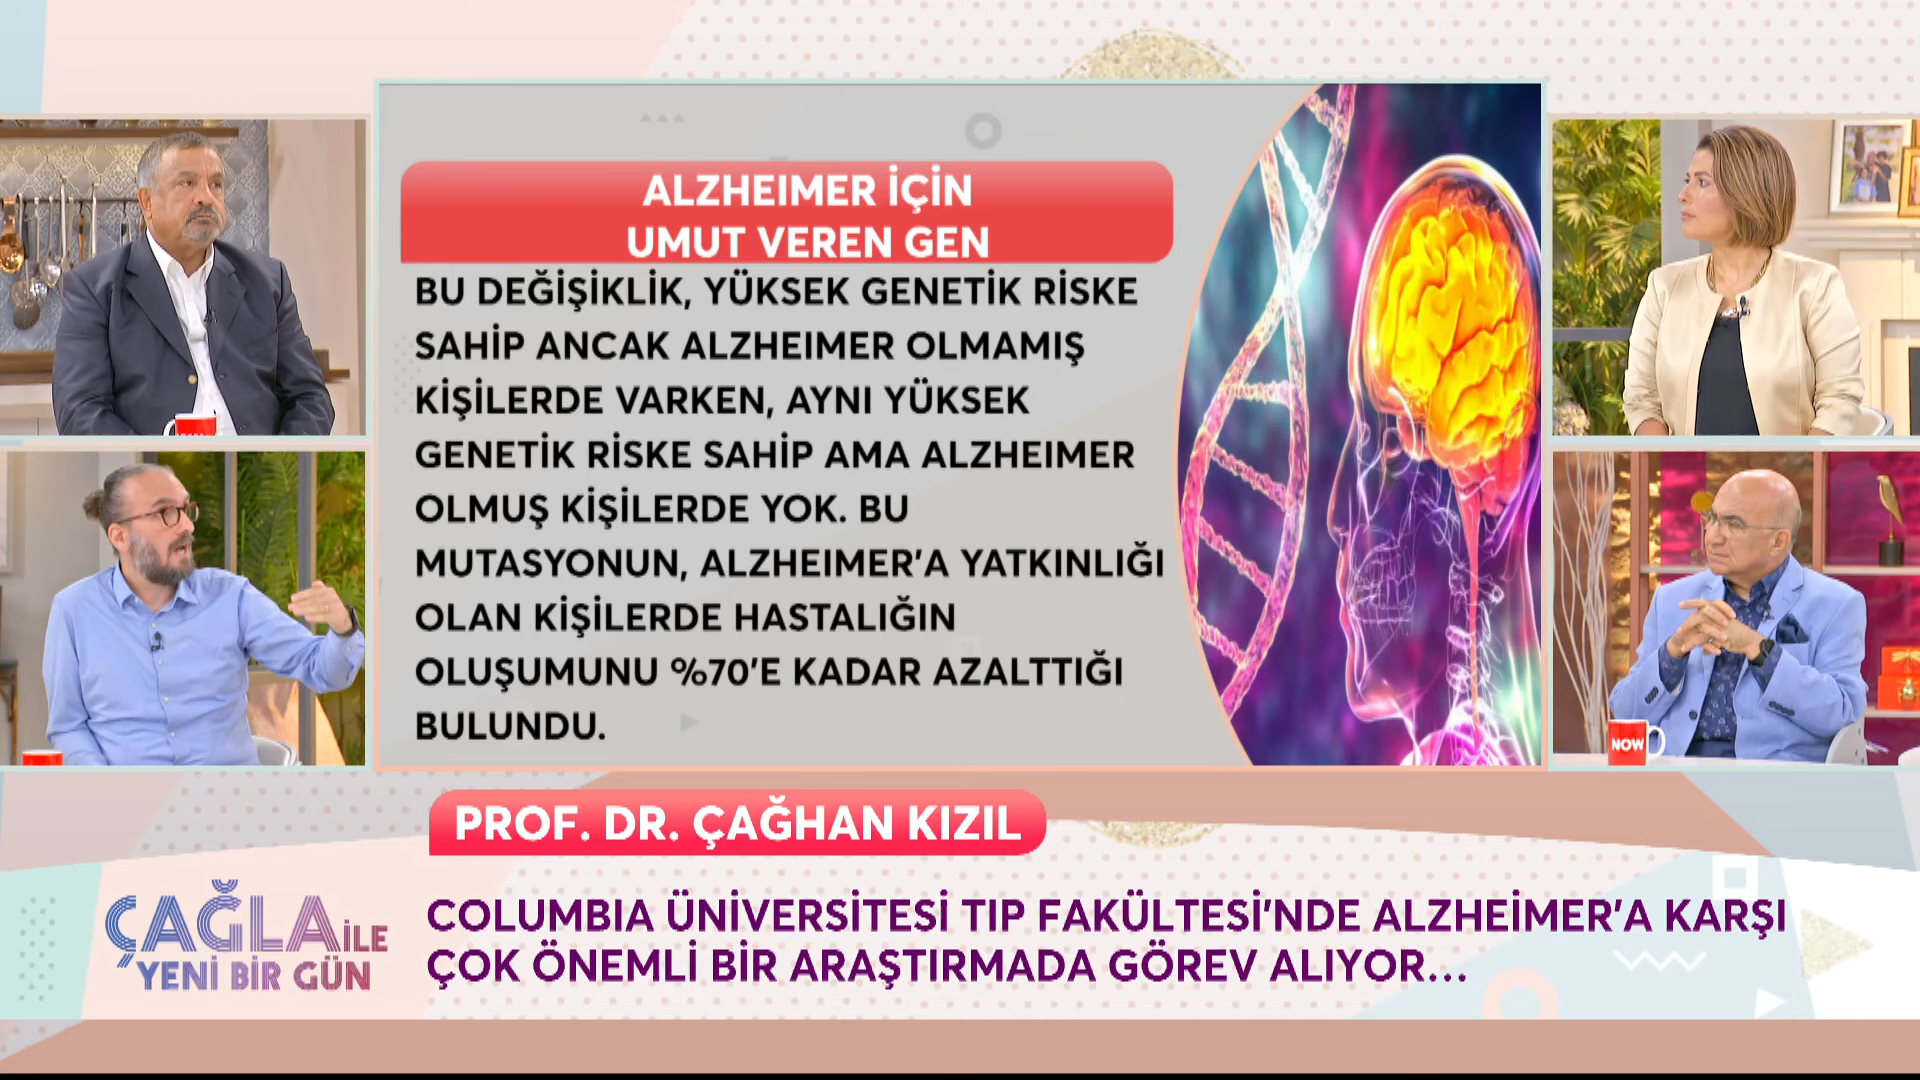 ALZHEIMER İÇİN
UMUT VEREN GEN
BU DEĞİŞİKLİK, YÜKSEK GENETİK RİSKE
SAHİP ANCAK ALZHEIMER OLMAMIŞ
KİŞİLERDE VARKEN, AYNI YÜKSEK
GENETİK RİSKE SAHİP AMA ALZHEIMER
OLMUŞ KİŞİLERDE YOK. BU
MUTASYONUN, ALZHEIMER'A YATKINLIĞI
OLAN KİŞİLERDE HASTALIĞIN
OLUŞUMUNU %70'E KADAR AZALTTIĞI
BULUNDU.
NOW
PROF. DR. ÇAĞHAN KIZIL
ÇAĞLA İLE
YENİ BİR GÜN
COLUMBIA ÜNİVERSİTESİ TIP FAKÜLTESİ'NDE ALZHEİMER'A KARŞI
ÇOK ÖNEMLİ BİR ARAŞTIRMADA GÖREV ALIYOR...